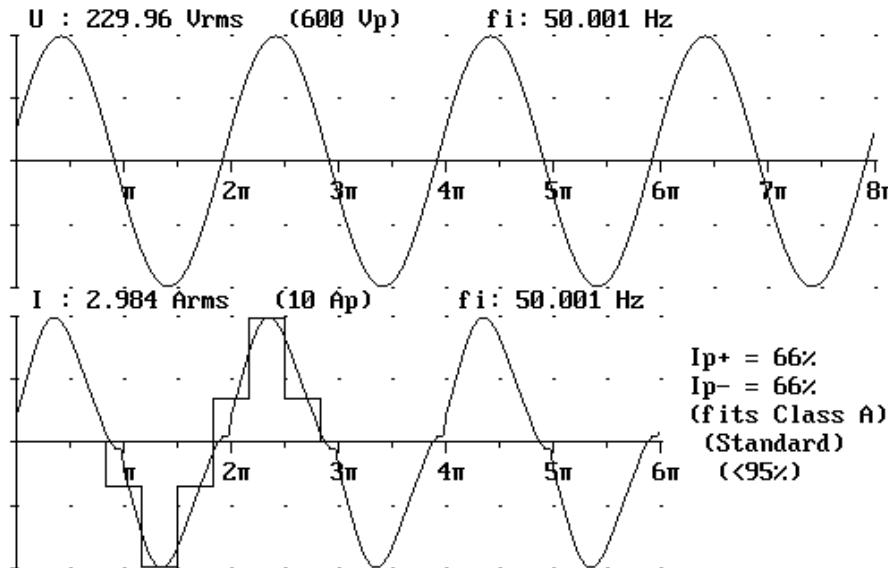 U : 229.96 Vrms (600 Vp) fi: 50.001 Hz
π 2π 3π 4π 5π 6π 7π 8π
I : 2.984 Arms (10 Ap) fi: 50.001 Hz
Ip+ = 66%
Ip- = 66%
(fits Class A)
(Standard)
(<95%)
π 2π 3π 4π 5π 6π